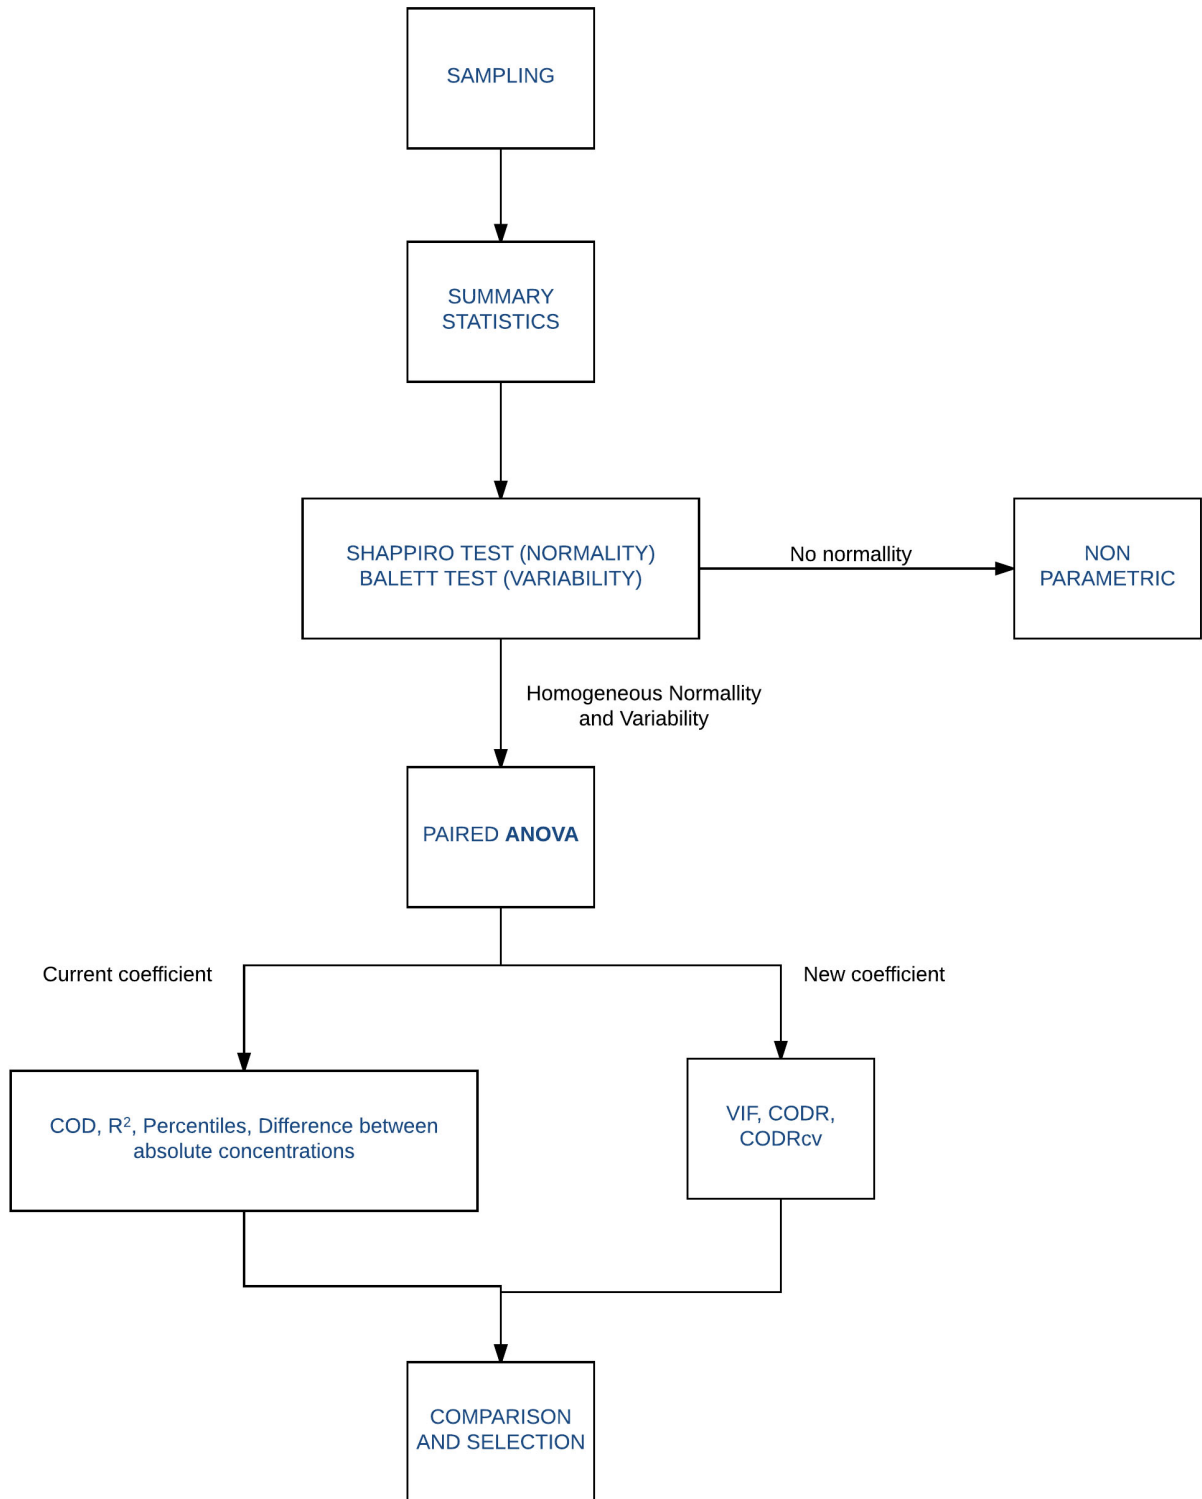 SAMPLING
SUMMARY
STATISTICS
SHAPPIRO TEST (NORMALITY)
BALETT TEST (VARIABILITY)
No normallity
NON
PARAMETRIC
Homogeneous Normallity
and Variability
PAIRED ANOVA
Current coefficient
New coefficient
COD, R², Percentiles, Difference between
absolute concentrations
VIF, CODR,
CODRcv
COMPARISON
AND SELECTION